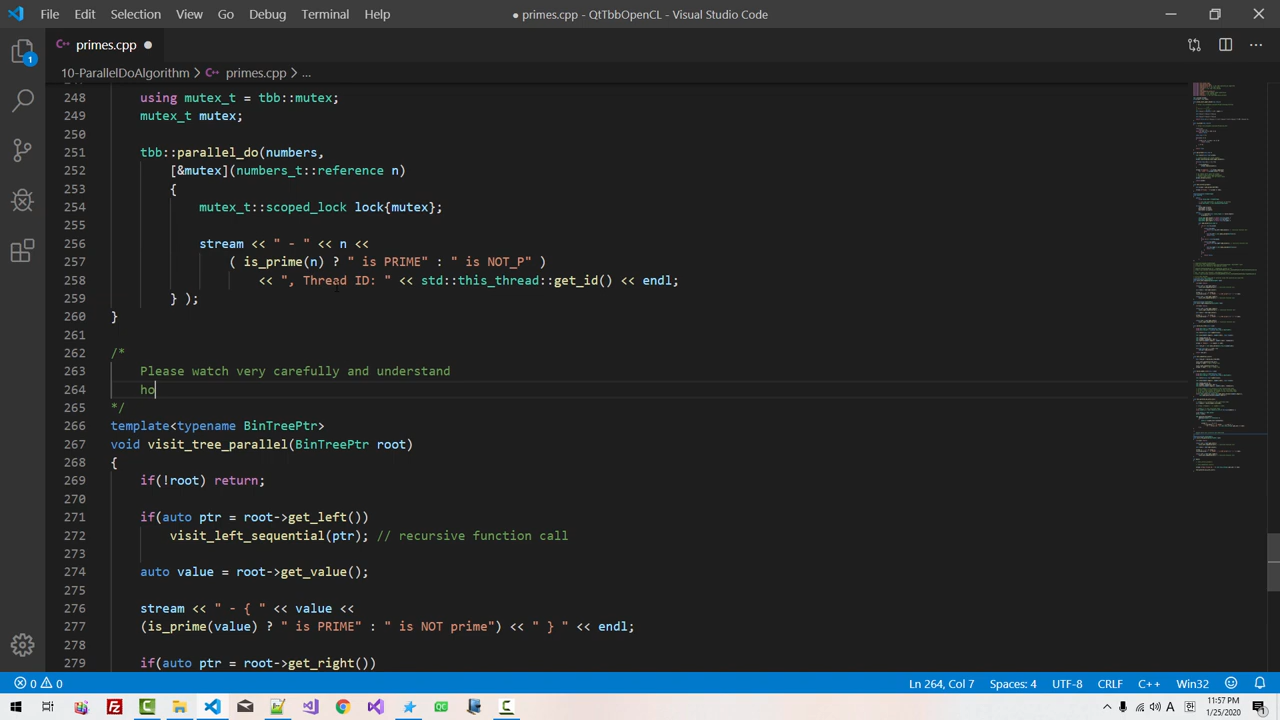 File Edit Selection View Go Debug Terminal Help
● primes.cpp - QtTbbOpenCL - Visual Studio Code
primes.cpp ●
10-ParallelDoAlgorithm > primes.cpp > ...
248 using mutex_t = tbb::mutex;
249 mutex_t mutex;
250
251 tbb::parallel_do(numbers,
252 [&mutex](numbers_t::reference n)
253 {
254 mutex_t::scoped_lock lock{mutex};
255
256 stream << " - " << n <<
257 ( is_prime(n) ? " is PRIME" : " is NOT P" )
258 << ", Thread ID: " << std::this_thread::get_id() << endl;
259 } );
260 }
261
262 /*
263 Please watch very carefully and understand
264 ho
265 */
266 template<typename BinTreePtr>
267 void visit_tree_parallel(BinTreePtr root)
268 {
269 if(!root) return;
270
271 if(auto ptr = root->get_left())
272 visit_left_sequential(ptr); // recursive function call
273
274 auto value = root->get_value();
275
276 stream << " - { " << value <<
277 (is_prime(value) ? " is PRIME" : " is NOT prime") << " } " << endl;
278
279 if(auto ptr = root->get_right())
0 0 Ln 264, Col 7 Spaces: 4 UTF-8 CRLF C++ Win32
11:57 PM
A
1/25/2020